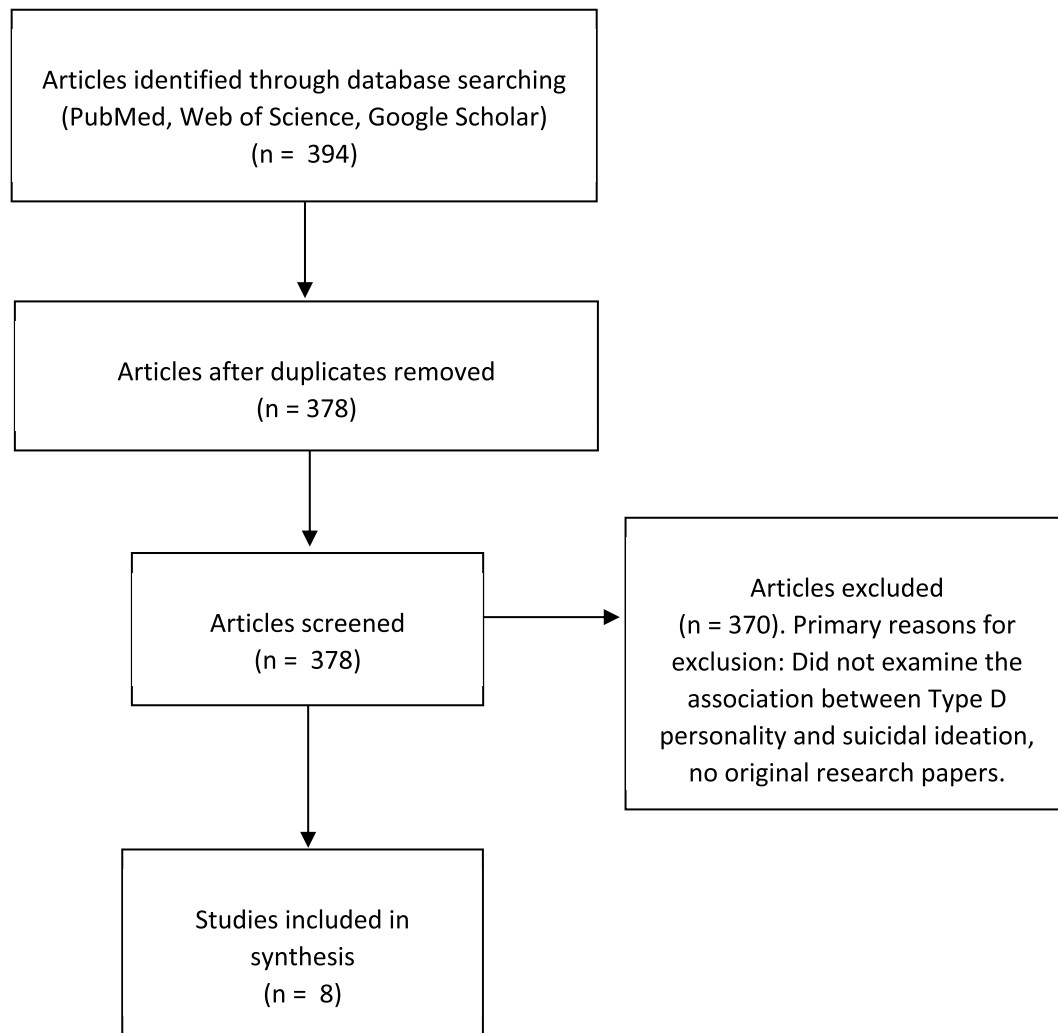 Articles identified through database searching
(PubMed, Web of Science, Google Scholar)
(n =  394)
Articles after duplicates removed
(n = 378)
Articles screened
(n =  378)
Articles excluded
(n = 370). Primary reasons for
exclusion: Did not examine the
association between Type D
personality and suicidal ideation,
no original research papers.
Studies included in
synthesis
(n =  8)